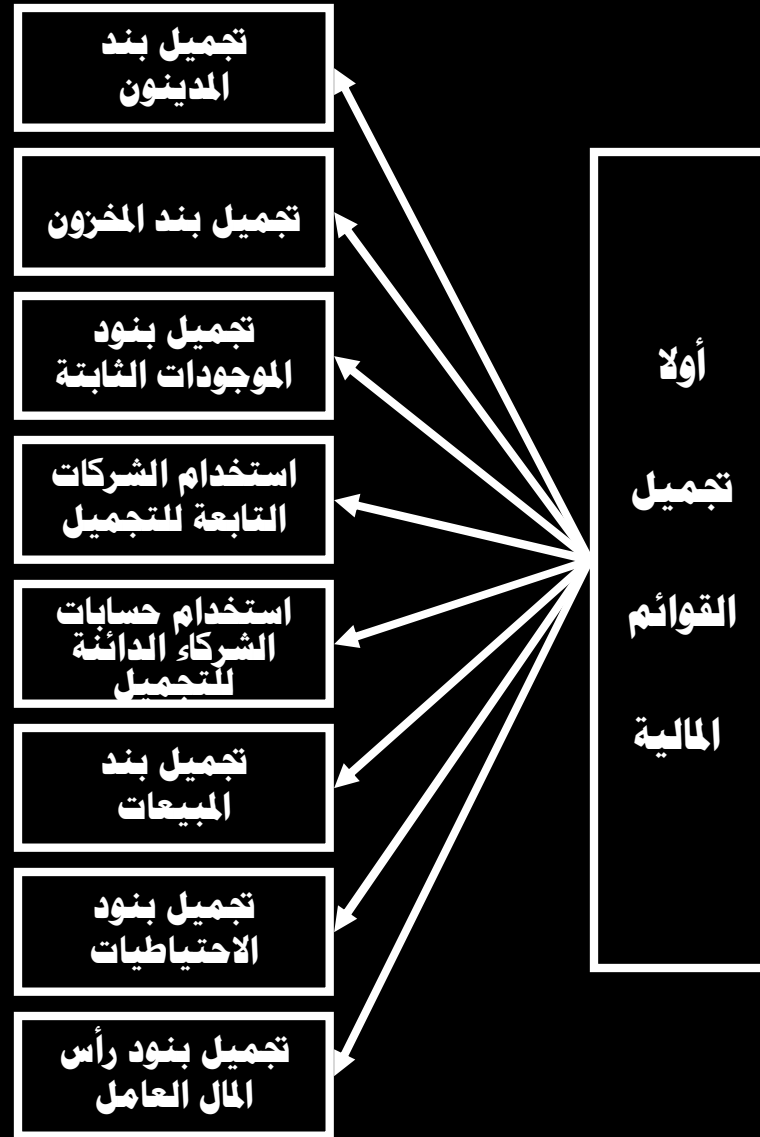 أولا
تجميل
القوائم
المالية
تجميل بند
المدينون
تجميل بند المخزون
تجميل بنود
الموجودات الثابتة
استخدام الشركات
التابعة للتجميل
استخدام حسابات
الشركاء الدائنة
للتجميل
تجميل بند
المبيعات
تجميل بنود
الاحتياطيات
تجميل بنود رأس
المال العامل